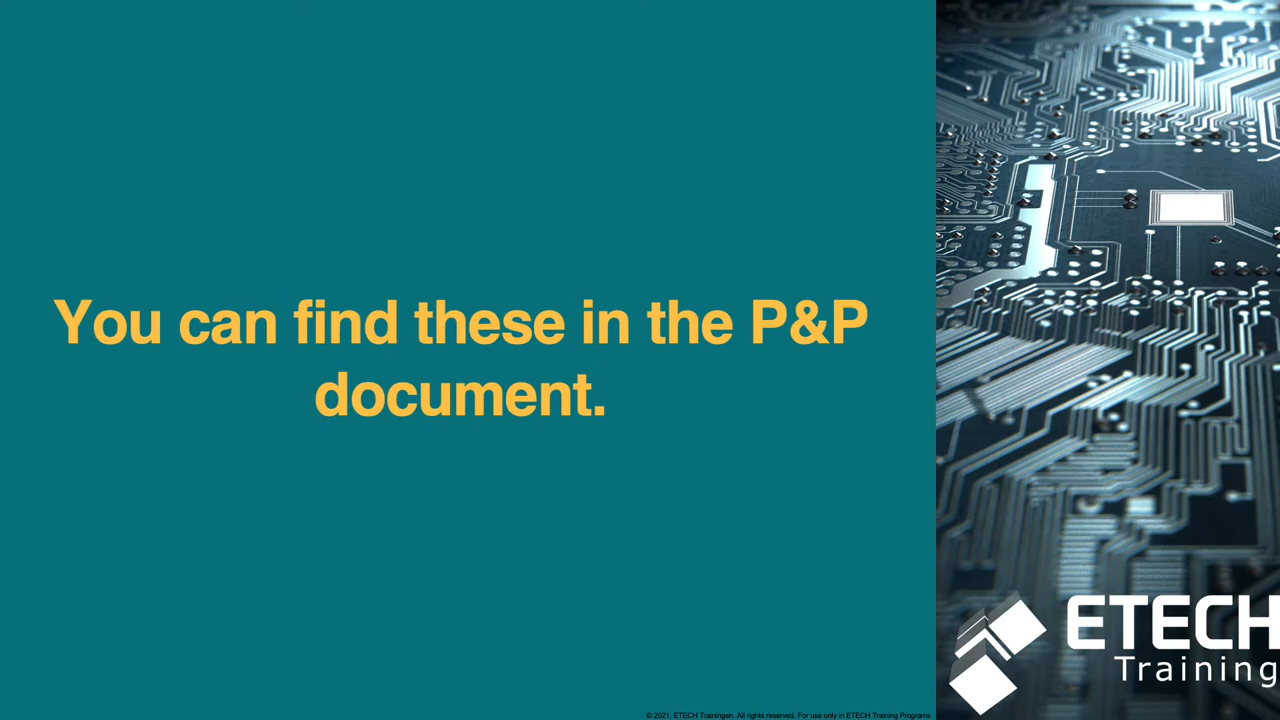 You can find these in the P&P
document.
ETECH
Training
© 2021, ETECH Trainingen, All rights reserved. For use only in ETECH Training Programs